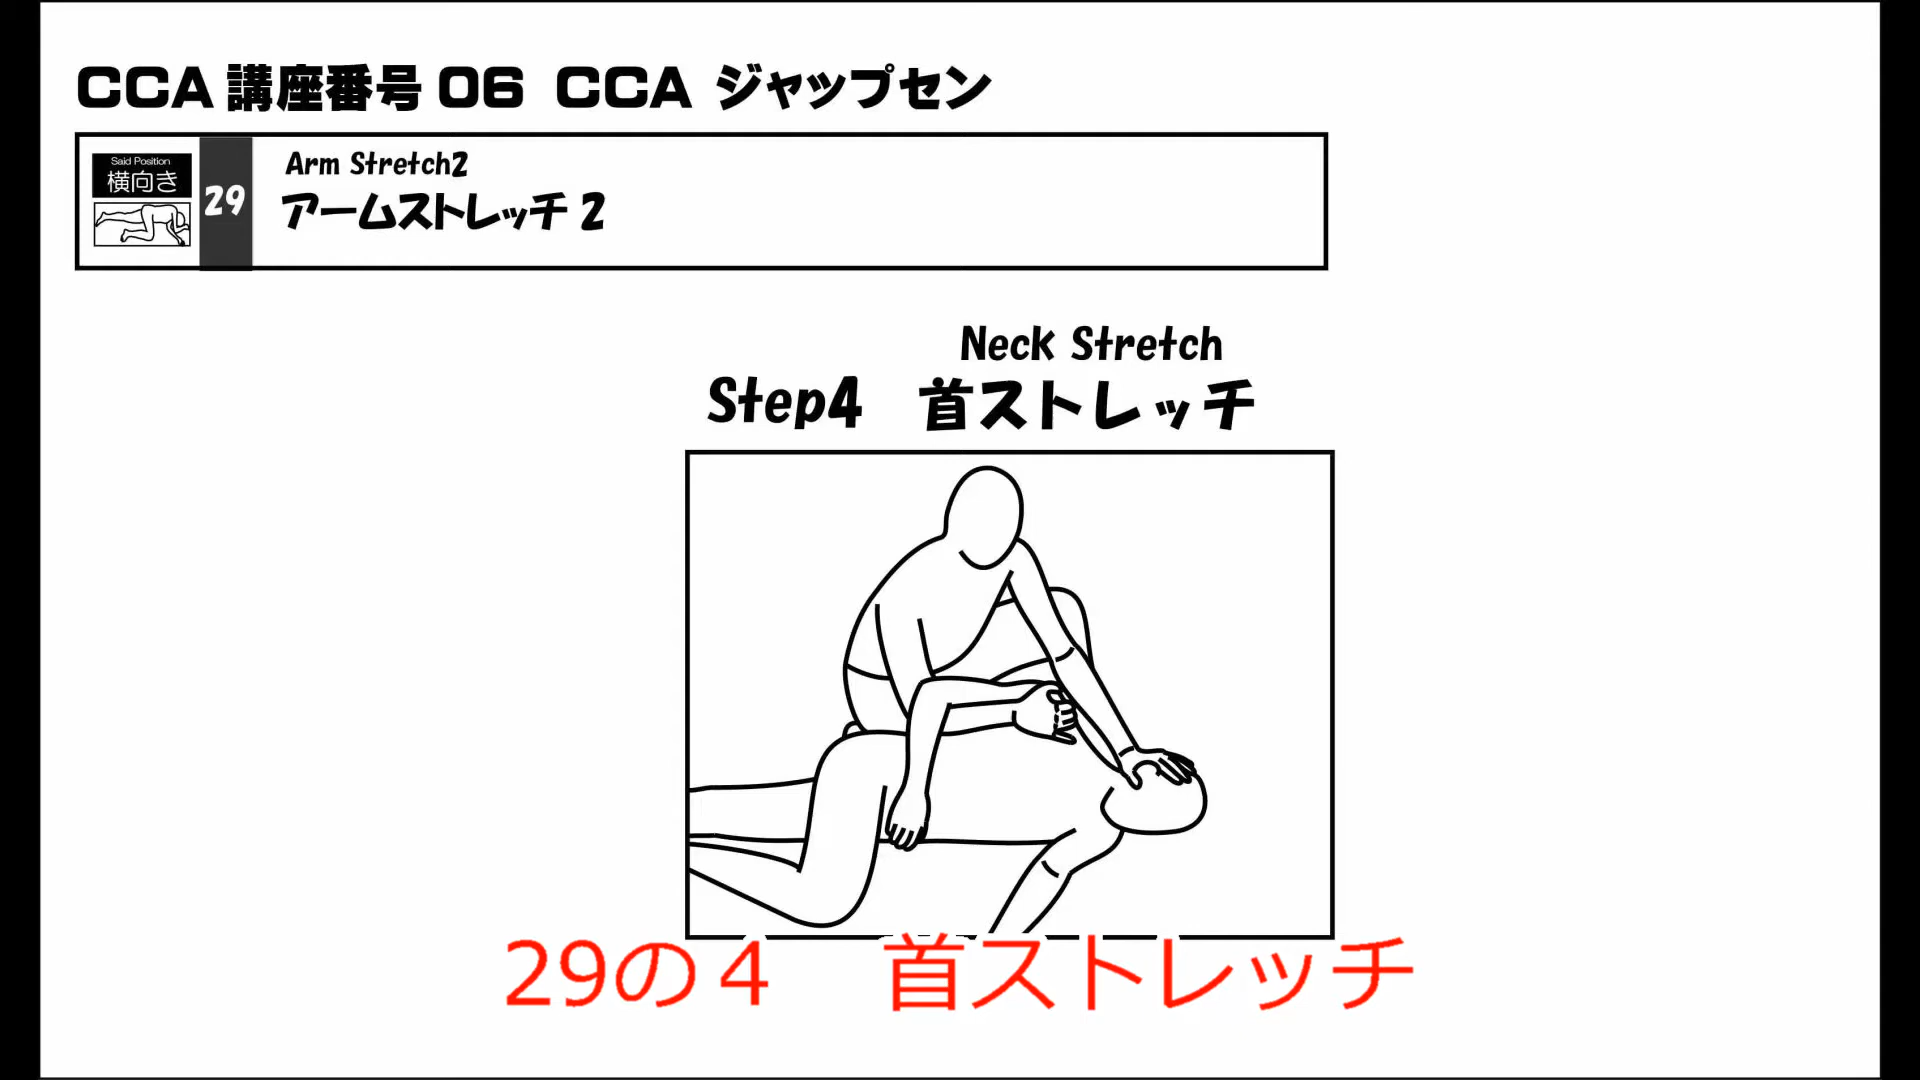 CCA 講座番号 06 CCA ジャップセン
Said Position
横向き
29
Arm Stretch2
アームストレッチ 2
Neck Stretch
Step4 首ストレッチ
29の4 首ストレッチ